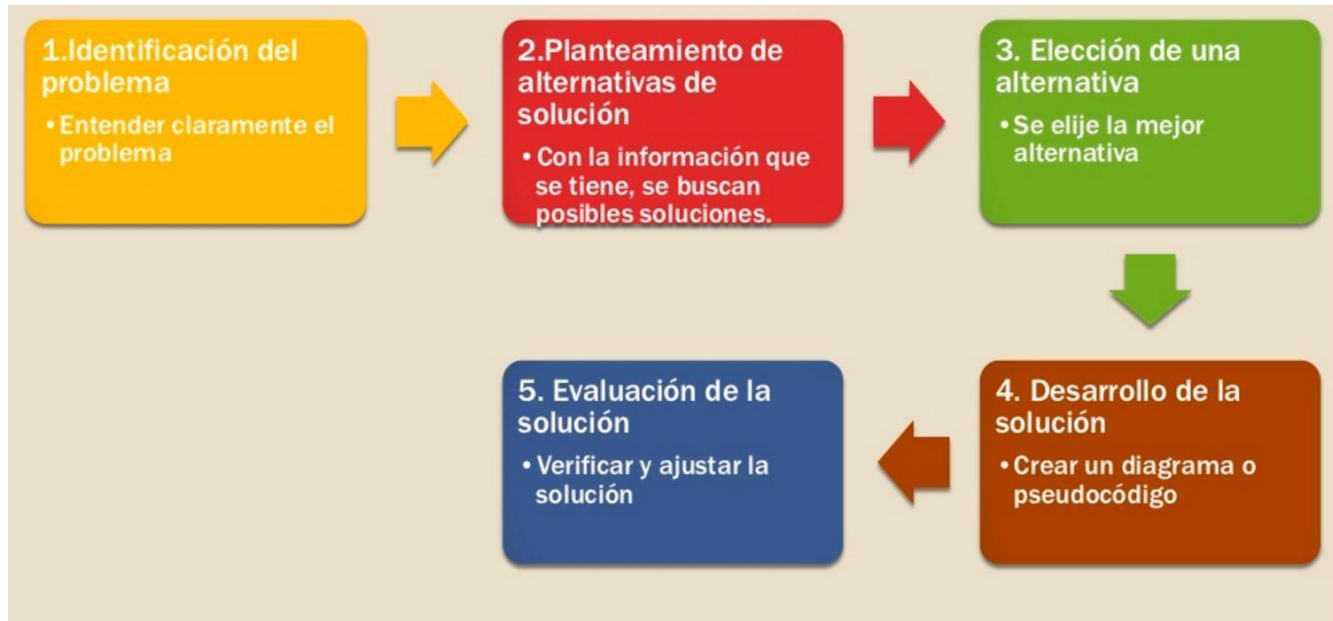 1.Identificación del
problema
• Entender claramente el
problema
2.Planteamiento de
alternativas de
solución
• Con la información que
se tiene, se buscan
posibles soluciones.
3. Elección de una
alternativa
• Se elije la mejor
alternativa
4. Desarrollo de la
solución
• Crear un diagrama o
pseudocódigo
5. Evaluación de la
solución
• Verificar y ajustar la
solución